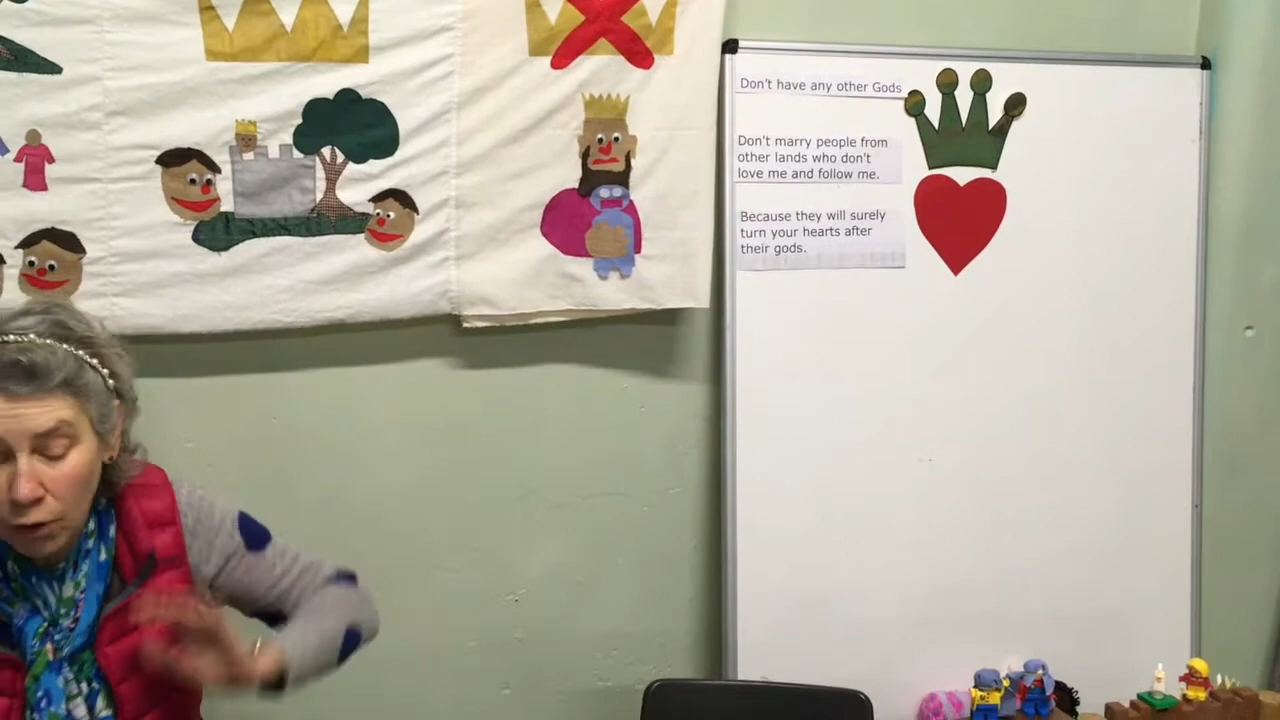 Don't have any other Gods
Don't marry people from
other lands who don't
love me and follow me.
Because they will surely
turn your hearts after
their gods.